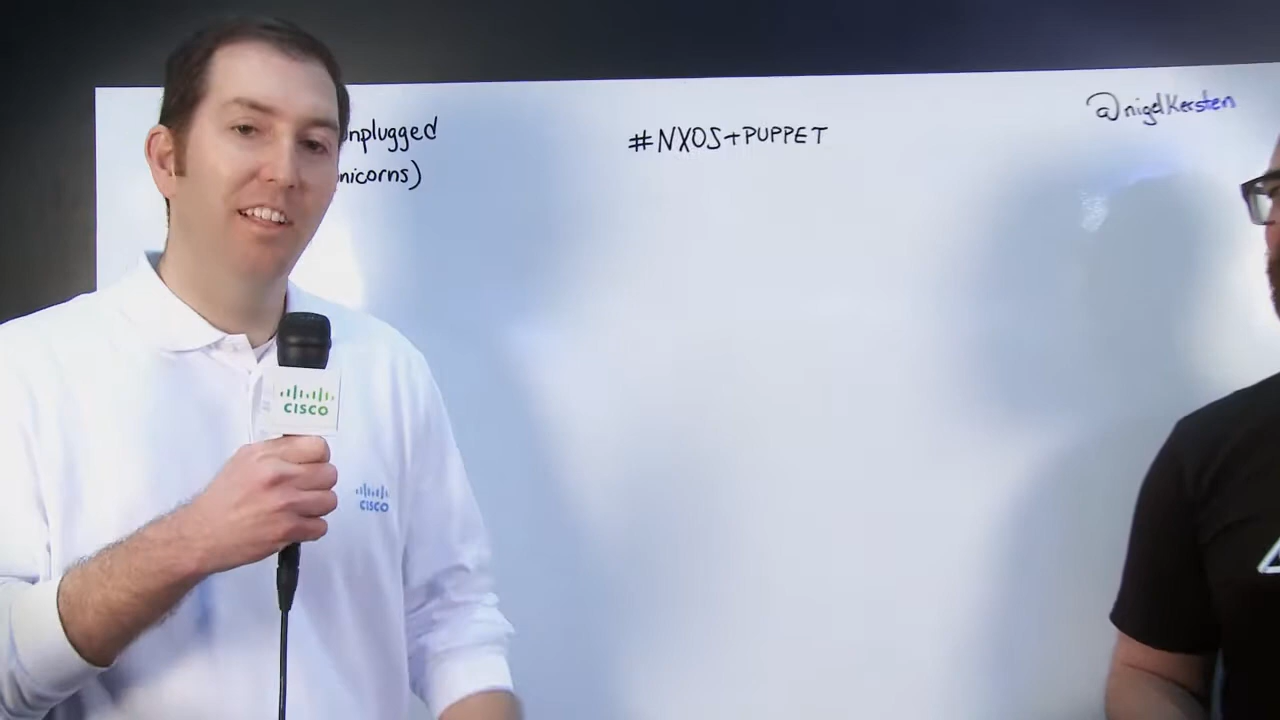 nplugged
nicorns)
#NXOS+PUPPET
@nigelKersten
CISCO
CISCO